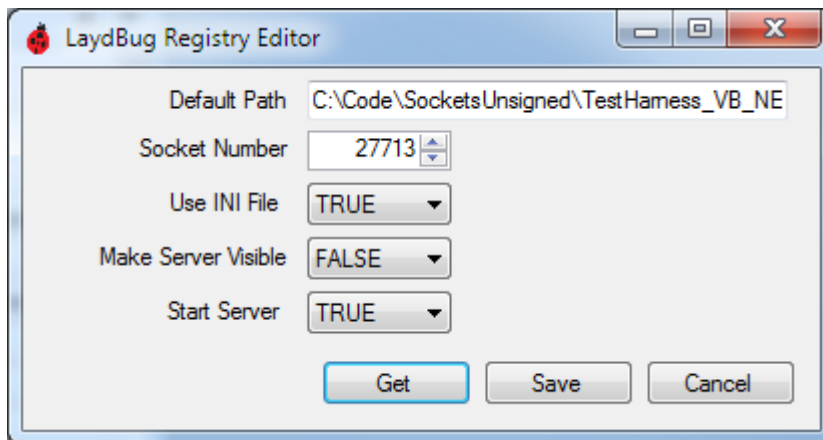 LaydBug Registry Editor
Default Path C:\Code\SocketsUnsigned\TestHarness_VB_NE
Socket Number 27713
Use INI File TRUE
Make Server Visible FALSE
Start Server TRUE
Get Save Cancel